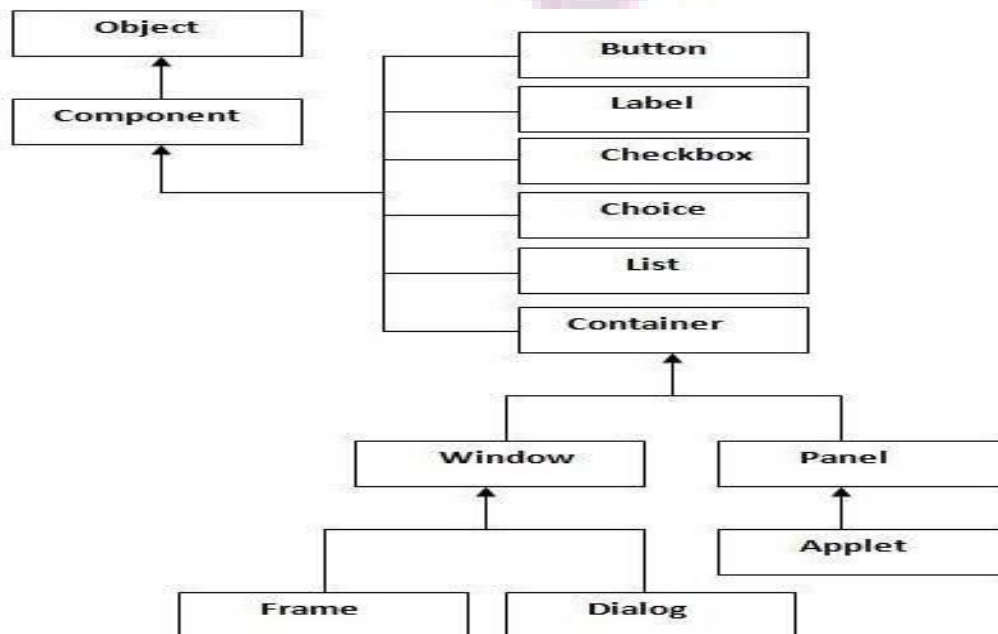 Object
Component
Button
Label
Checkbox
Choice
List
Container
Window
Panel
Applet
Frame
Dialog